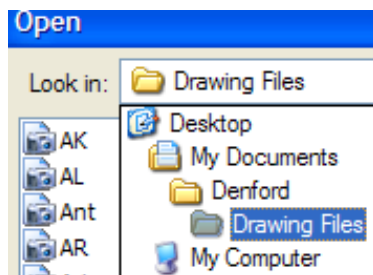 Open
Look in: Drawing Files
Desktop
AK
My Documents
AL
Denford
Ant
Drawing Files
AR
My Computer